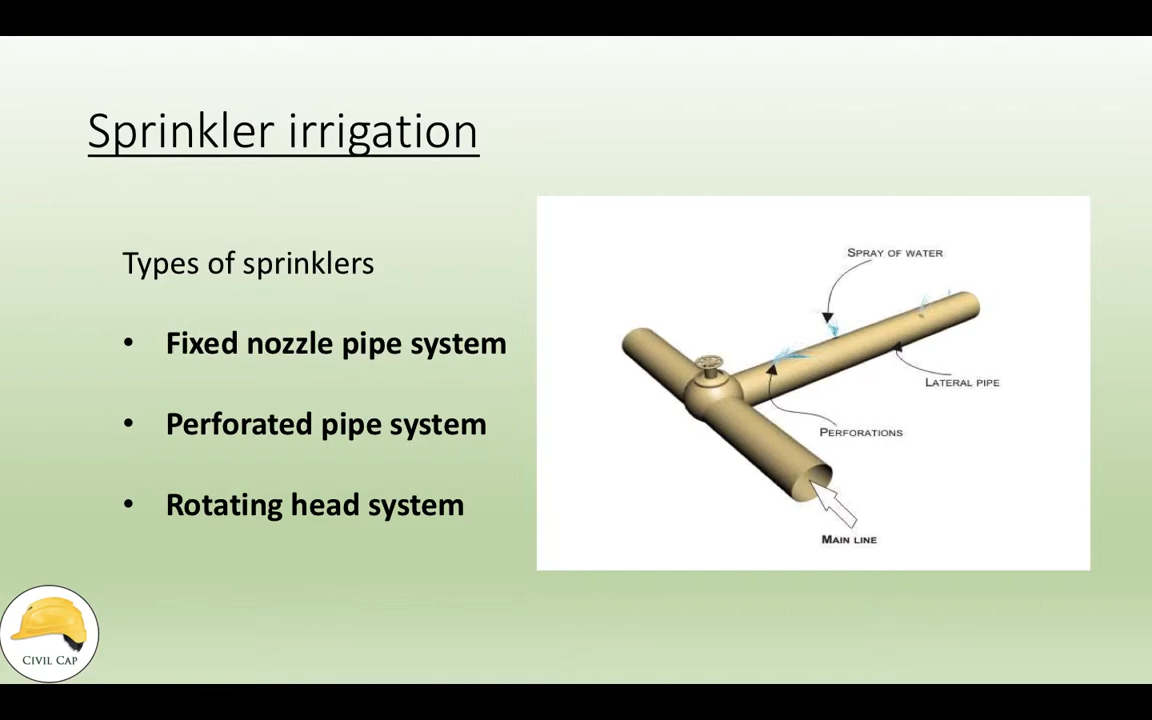 Sprinkler irrigation
Types of sprinklers
• Fixed nozzle pipe system
• Perforated pipe system
• Rotating head system
SPRAY OF WATER
LATERAL PIPE
PERFORATIONS
MAIN LINE
CIVIL CAP